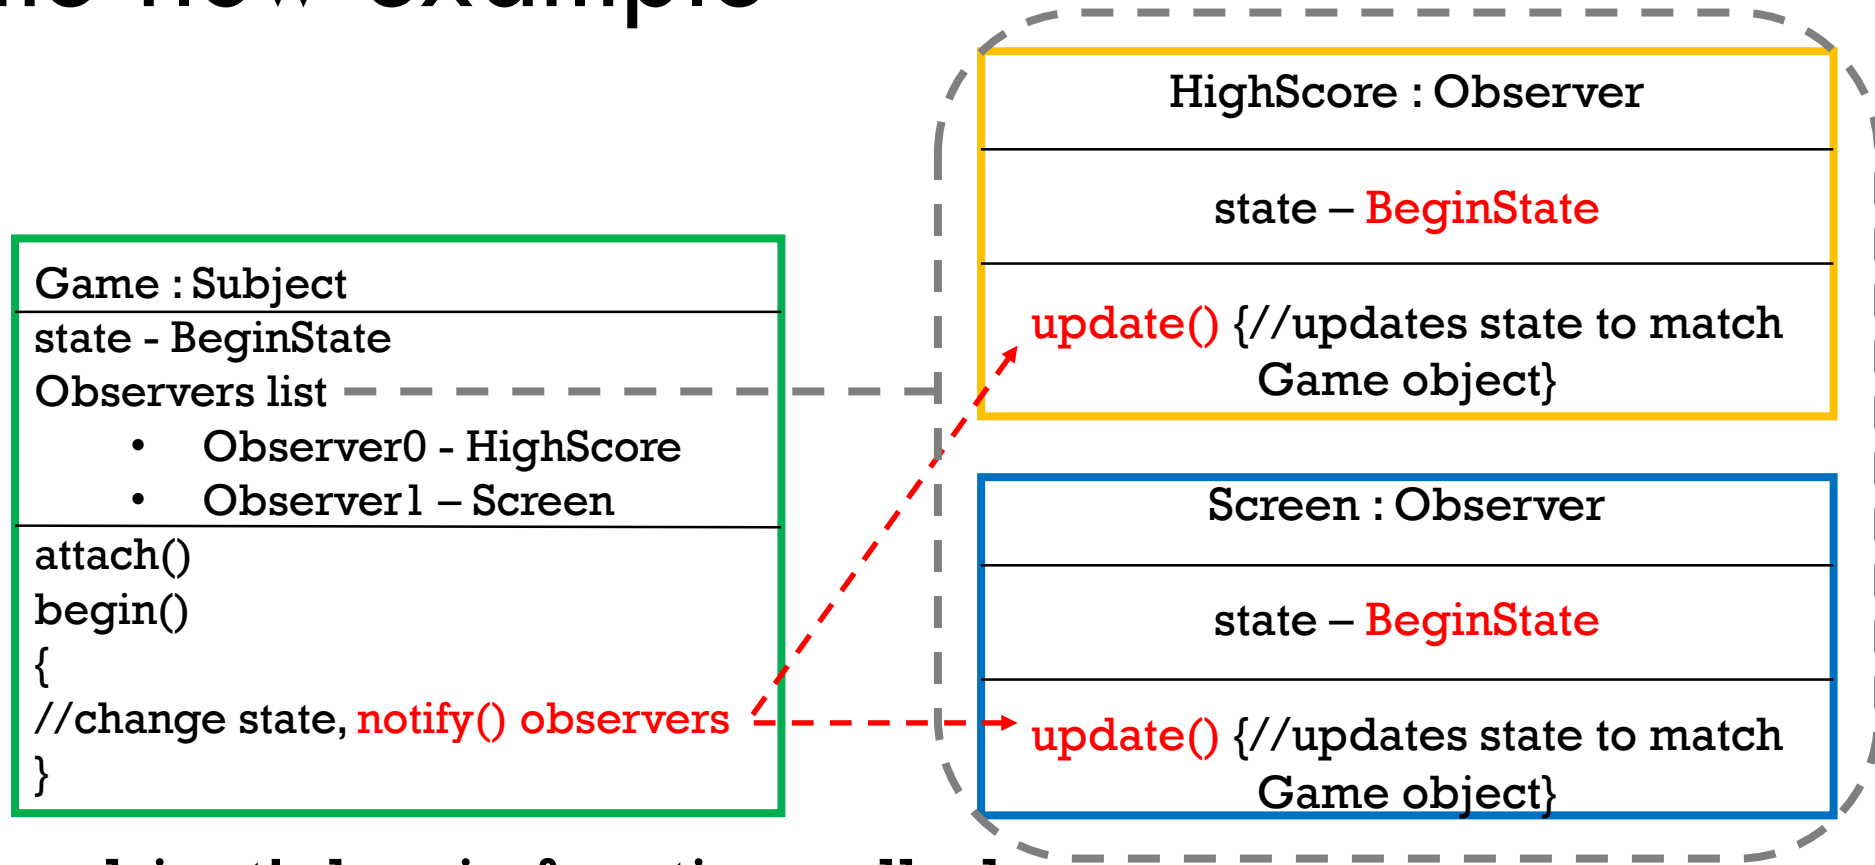 new example
Game : Subject
state - BeginState
Observers list
• Observer0 - HighScore
• Observer1 – Screen
attach()
begin()
{
//change state, notify() observers
}
HighScore : Observer
state – BeginState
update() {//updates state to match
Game object}
Screen : Observer
state – BeginState
update() {//updates state to match
Game object}